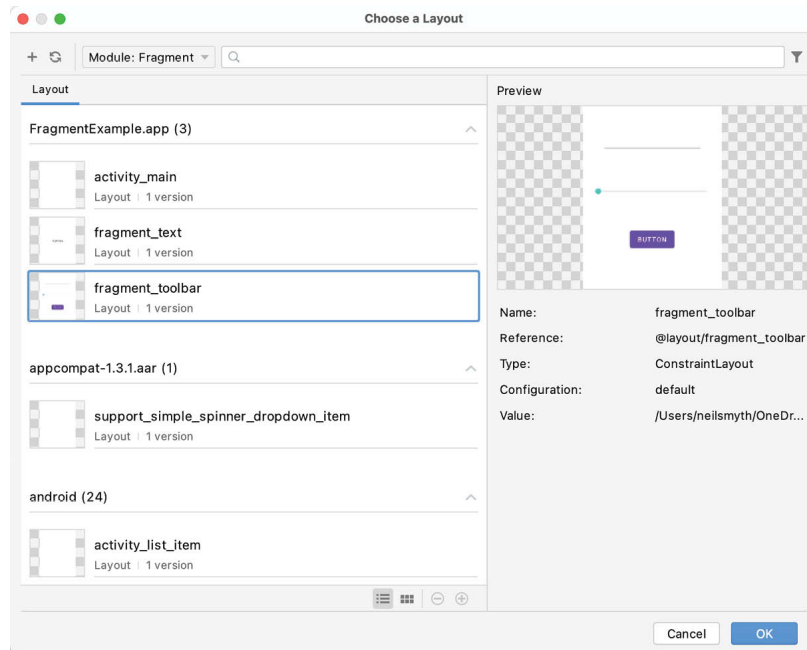 Choose a Layout
Module: Fragment
Layout
FragmentExample.app (3)
activity_main
Layout | 1 version
fragment_text
Layout | 1 version
fragment_toolbar
Layout | 1 version
appcompat-1.3.1.aar (1)
support_simple_spinner_dropdown_item
Layout | 1 version
android (24)
activity_list_item
Layout | 1 version
Preview
BUTTON
Name: fragment_toolbar
Reference: @layout/fragment_toolbar
Type: ConstraintLayout
Configuration: default
Value: /Users/neilsmyth/OneDr...
Cancel
OK